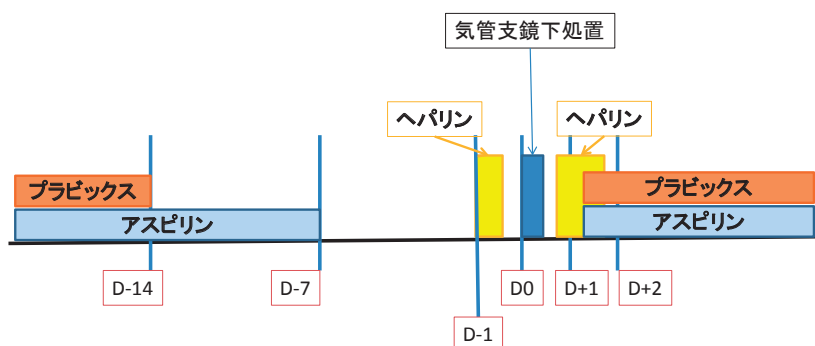 気管支鏡下処置
ヘパリン
ヘパリン
プラビックス
プラビックス
アスピリン
アスピリン
D-14
D-7
D-1
D0
D+1
D+2